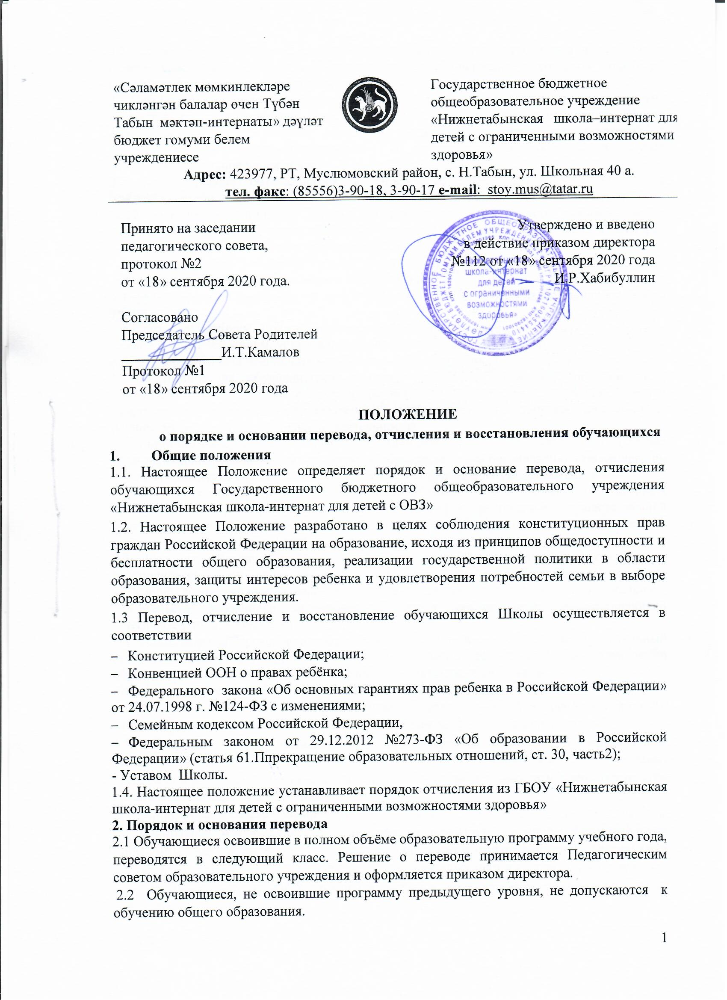 «Сәламәтлек мөмкинлекләре
чикләнгән балалар өчен Түбән
Табын мәктәп-интернаты» дәүләт
бюджет гомуми белем
учреждениесе
Государственное бюджетное
общеобразовательное учреждение
«Нижнетабынская школа–интернат для
детей с ограниченными возможностями
здоровья»
Адрес: 423977, РТ, Муслюмовский район, с. Н.Табын, ул. Школьная 40 а.
тел. факс: (85556)3-90-18, 3-90-17 e-mail: stoy.mus@tatar.ru
Принято на заседании
педагогического совета,
протокол №2
от «18» сентября 2020 года.
Утверждено и введено
в действие приказом директора
№112 от «18» сентября 2020 года
И.Р.Хабибуллин
«Нижнетабынская
школа-интернат
для детей
с ограниченными
возможностями
здоровья»
Согласовано
Председатель Совета Родителей
______________И.Т.Камалов
Протокол №1
от «18» сентября 2020 года
ПОЛОЖЕНИЕ
о порядке и основании перевода, отчисления и восстановления обучающихся
1. Общие положения
1.1. Настоящее Положение определяет порядок и основание перевода, отчисления
обучающихся Государственного бюджетного общеобразовательного учреждения
«Нижнетабынская школа-интернат для детей с ОВЗ»
1.2. Настоящее Положение разработано в целях соблюдения конституционных прав
граждан Российской Федерации на образование, исходя из принципов общедоступности и
бесплатности общего образования, реализации государственной политики в области
образования, защиты интересов ребенка и удовлетворения потребностей семьи в выборе
образовательного учреждения.
1.3 Перевод, отчисление и восстановление обучающихся Школы осуществляется в
соответствии
– Конституцией Российской Федерации;
– Конвенцией ООН о правах ребёнка;
– Федерального закона «Об основных гарантиях прав ребенка в Российской Федерации»
от 24.07.1998 г. №124-ФЗ с изменениями;
– Семейным кодексом Российской Федерации,
– Федеральным законом от 29.12.2012 №273-ФЗ «Об образовании в Российской
Федерации» (статья 61.Ппрекращение образовательных отношений, ст. 30, часть2);
- Уставом Школы.
1.4. Настоящее положение устанавливает порядок отчисления из ГБОУ «Нижнетабынская
школа-интернат для детей с ограниченными возможностями здоровья»
2. Порядок и основания перевода
2.1 Обучающиеся освоившие в полном объёме образовательную программу учебного года,
переводятся в следующий класс. Решение о переводе принимается Педагогическим
советом образовательного учреждения и оформляется приказом директора.
2.2 Обучающиеся, не освоившие программу предыдущего уровня, не допускаются к
обучению общего образования.
1